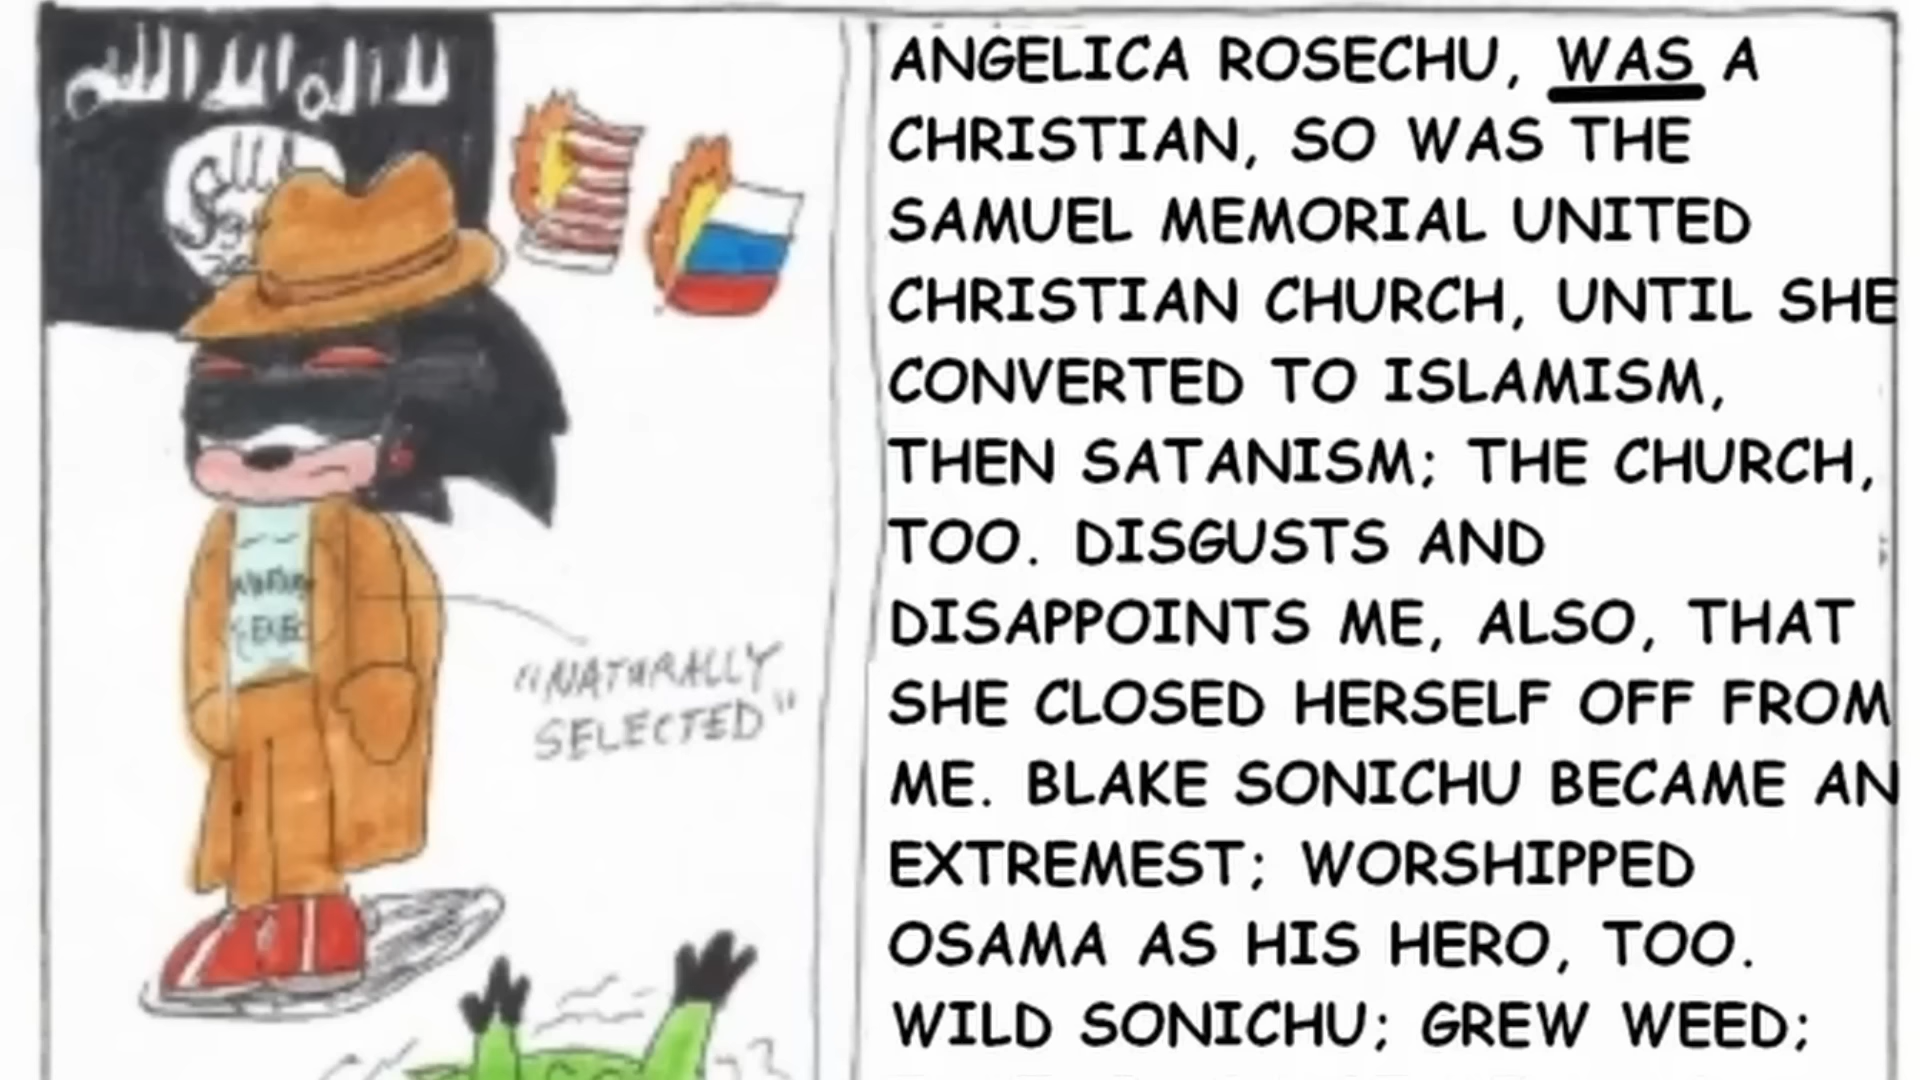 ANGELICA ROSECHU, WAS A
CHRISTIAN, SO WAS THE
SAMUEL MEMORIAL UNITED
CHRISTIAN CHURCH, UNTIL SHE
CONVERTED TO ISLAMISM,
THEN SATANISM; THE CHURCH,
TOO. DISGUSTS AND
DISAPPOINTS ME, ALSO, THAT
SHE CLOSED HERSELF OFF FROM
ME. BLAKE SONICHU BECAME AN
EXTREMEST; WORSHIPPED
OSAMA AS HIS HERO, TOO.
WILD SONICHU; GREW WEED;
"NATURALLY
SELECTED"